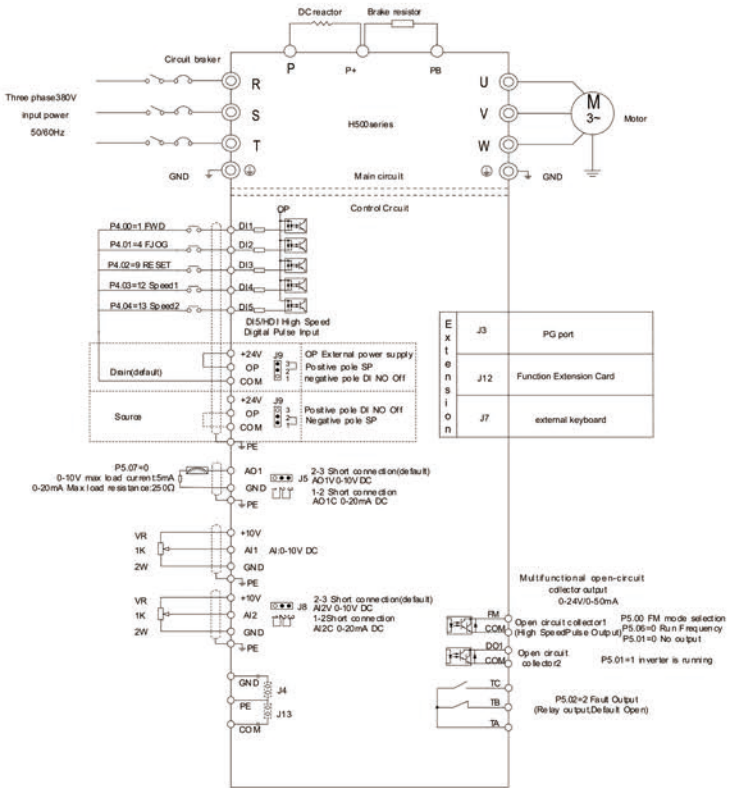 DC reactor
Brake resistor
P
P+
PB
Circuit braker
R
S
T
U
V
W
Three phase380V
input power
50/60Hz
H500series
M
3~
Motor
GND
GND
Main circuit
Control Crcuit
OP
P4.00=1 FWD
DI1
P4.01=4 FJOG
DI2
P4.02=9 RESET
DI3
P4.03=12 Speed1
DI4
P4.04=13 Speed2
DI5
DI5/HDI High Speed
Digital Pulse Input
Drain(default)
+24V
OP
COM
J9
3
2
1
OP External power supply
Positive pole SP
negative pole DI NO Off
Source
+24V
OP
COM
J9
3
2
1
Positive pole DI NO Off
Negative pole SP
PE
Extension
J3
PG port
J12
Function Extension Card
J7
external keyboard
P5.07=0
0-10V max load current:5mA
0-20mA Max load resistance:250Ω
AO1
GND
PE
J5
2-3 Short connection(default)
AO1V 0-10V DC
1-2 Short connection
AO1C 0-20mA DC
VR
1K
2W
+10V
AI1
GND
PE
AI:0-10V DC
VR
1K
2W
+10V
AI2
GND
PE
J8
2-3 Short connection(default)
AI2V 0-10V DC
1-2Short connection
AI2C 0-20mA DC
GND
J4
PE
J13
COM
Multifunctional open-circuit
collector output
0-24V/0-50mA
FM
COM
Open circuit collector1
(High SpeedPulse Output)
P5.00 FM mode selection
P5.06=0 Run Frequency
P5.01=0 No output
DO1
COM
Open circuit
collector2
P5.01=1 inverter is running
TC
TB
TA
P5.02=2 Fault Output
(Relay output,Default Open)